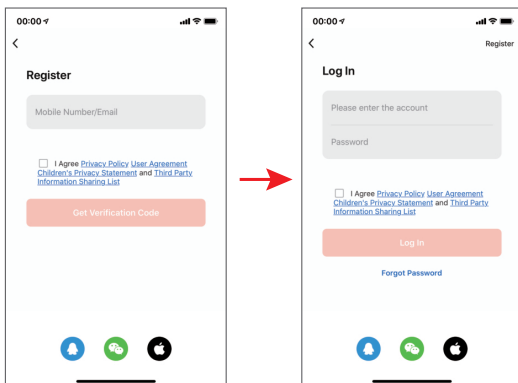 00:00
Register
Mobile Number/Email
I Agree Privacy Policy User Agreement
Children's Privacy Statement and Third Party
Information Sharing List
Get Verification Code
00:00
Register
Log In
Please enter the account
Password
I Agree Privacy Policy User Agreement
Children's Privacy Statement and Third Party
Information Sharing List
Log In
Forgot Password